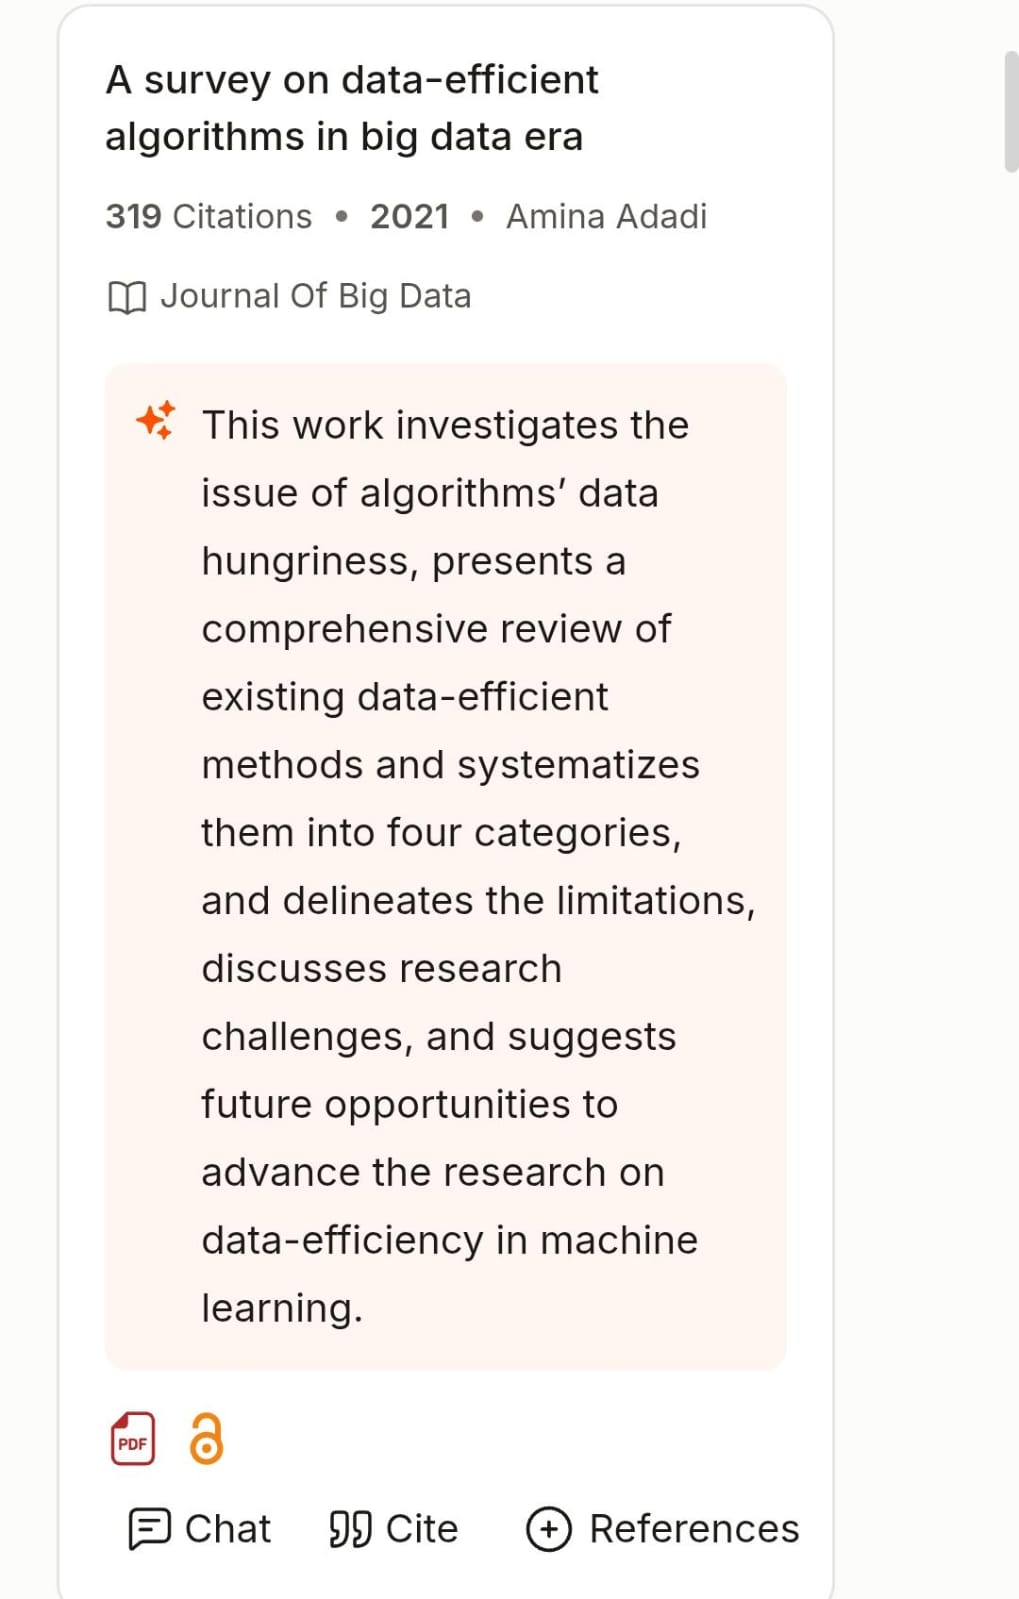 A survey on data-efficient
algorithms in big data era
319 Citations • 2021 • Amina Adadi
Journal Of Big Data
This work investigates the
issue of algorithms’ data
hungriness, presents a
comprehensive review of
existing data-efficient
methods and systematizes
them into four categories,
and delineates the limitations,
discusses research
challenges, and suggests
future opportunities to
advance the research on
data-efficiency in machine
learning.
PDF
Chat Cite References